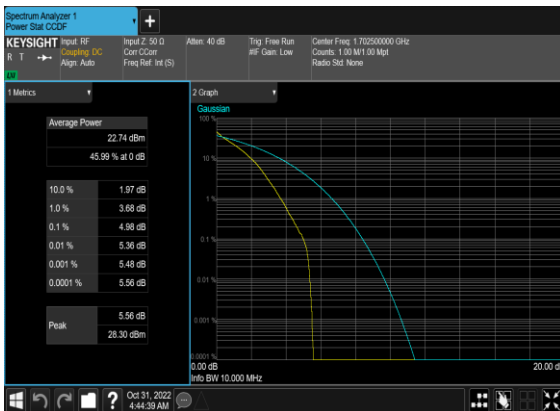 Spectrum Analyzer 1
Power Stat CCDF
KEYSIGHT
R T
LV
Input: RF
Coupling: DC
Align: Auto
Input Z: 50 Ω
Corr CCorr
Freq Ref: Int (S)
Atten: 40 dB
Trig: Free Run
#IF Gain: Low
Center Freq: 1.702500000 GHz
Counts: 1.00 M/1.00 Mpt
Radio Std: None
1 Metrics
Average Power
22.74 dBm
45.99 % at 0 dB
10.0 % 1.97 dB
1.0 % 3.68 dB
0.1 % 4.98 dB
0.01 % 5.36 dB
0.001 % 5.48 dB
0.0001 % 5.56 dB
Peak
5.56 dB
28.30 dBm
2 Graph
Gaussian
100 %
10 %
1 %
0.1 %
0.01 %
0.001 %
0.0001 %
0.00 dB
20.00 d
Info BW 10.000 MHz
?
Oct 31, 2022
4:44:39 AM